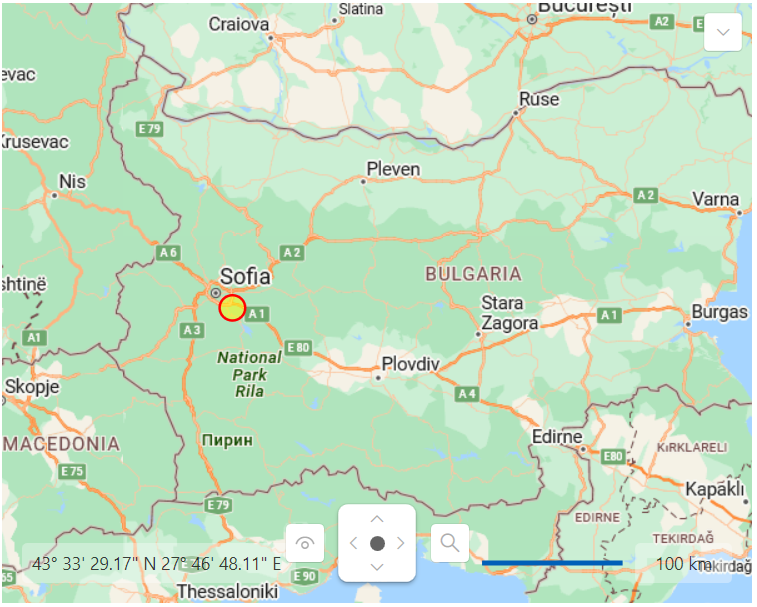 Slatina
București
Craiova
A2
E
evac
Ruse
E79
Krusevac
Pleven
Nis
A2
Varna
A6
A2
Sofia
BULGARIA
shtinë
A1
Stara
Zagora
A1
Burgas
A3
A1
E80
National
Park
Rila
Plovdiv
Skopje
A4
Пирин
Edirne
MACEDONIA
E80
KIRKLARELI
E75
Kapaklı
E79
EDIRNE
TEKIRDAĞ
43° 33' 29.17" N 27° 46' 48.11" E
100 km
Tekirdağ
E90
Thessaloniki